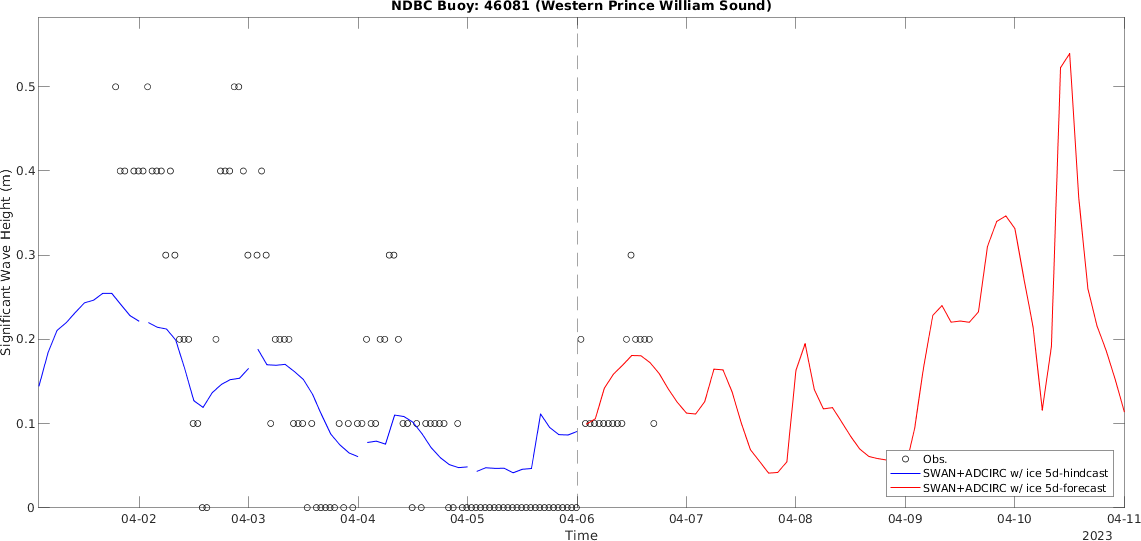 NDBC Buoy: 46081 (Western Prince William Sound)
Significant Wave Height (m)
0.5
0.4
0.3
0.2
0.1
0
Obs.
SWAN+ADCIRC w/ ice 5d-hindcast
SWAN+ADCIRC w/ ice 5d-forecast
04-02 04-03 04-04 04-05 04-06 04-07 04-08 04-09 04-10 04-11
Time
2023